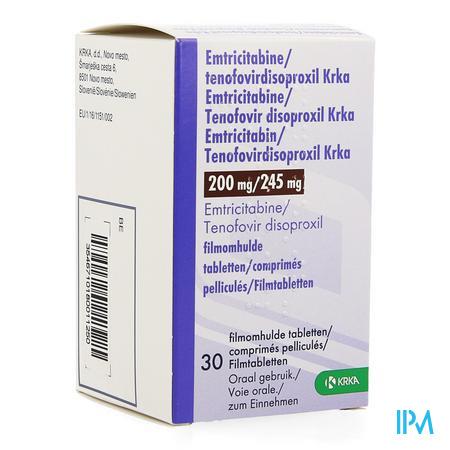 KRKA, d.d., Novo mesto,
Šmarješka cesta 6,
8501 Novo mesto,
Slovenië/Slovénie/Slowenien
EU/1/16/1151/002
BE
3546710180011250
Emtricitabine/
tenofovirdisoproxil Krka
Emtricitabine/
Tenofovir disoproxil Krka
Emtricitabin/
Tenofovirdisoproxil Krka
200 mg/245 mg
Emtricitabine/
Tenofovir disoproxil
filmomhulde
tabletten/comprimés
pelliculés/Filmtabletten
30 filmomhulde tabletten/
comprimés pelliculés/
Filmtabletten
Oraal gebruik./
Voie orale./
zum Einnehmen
KRKA
IPM